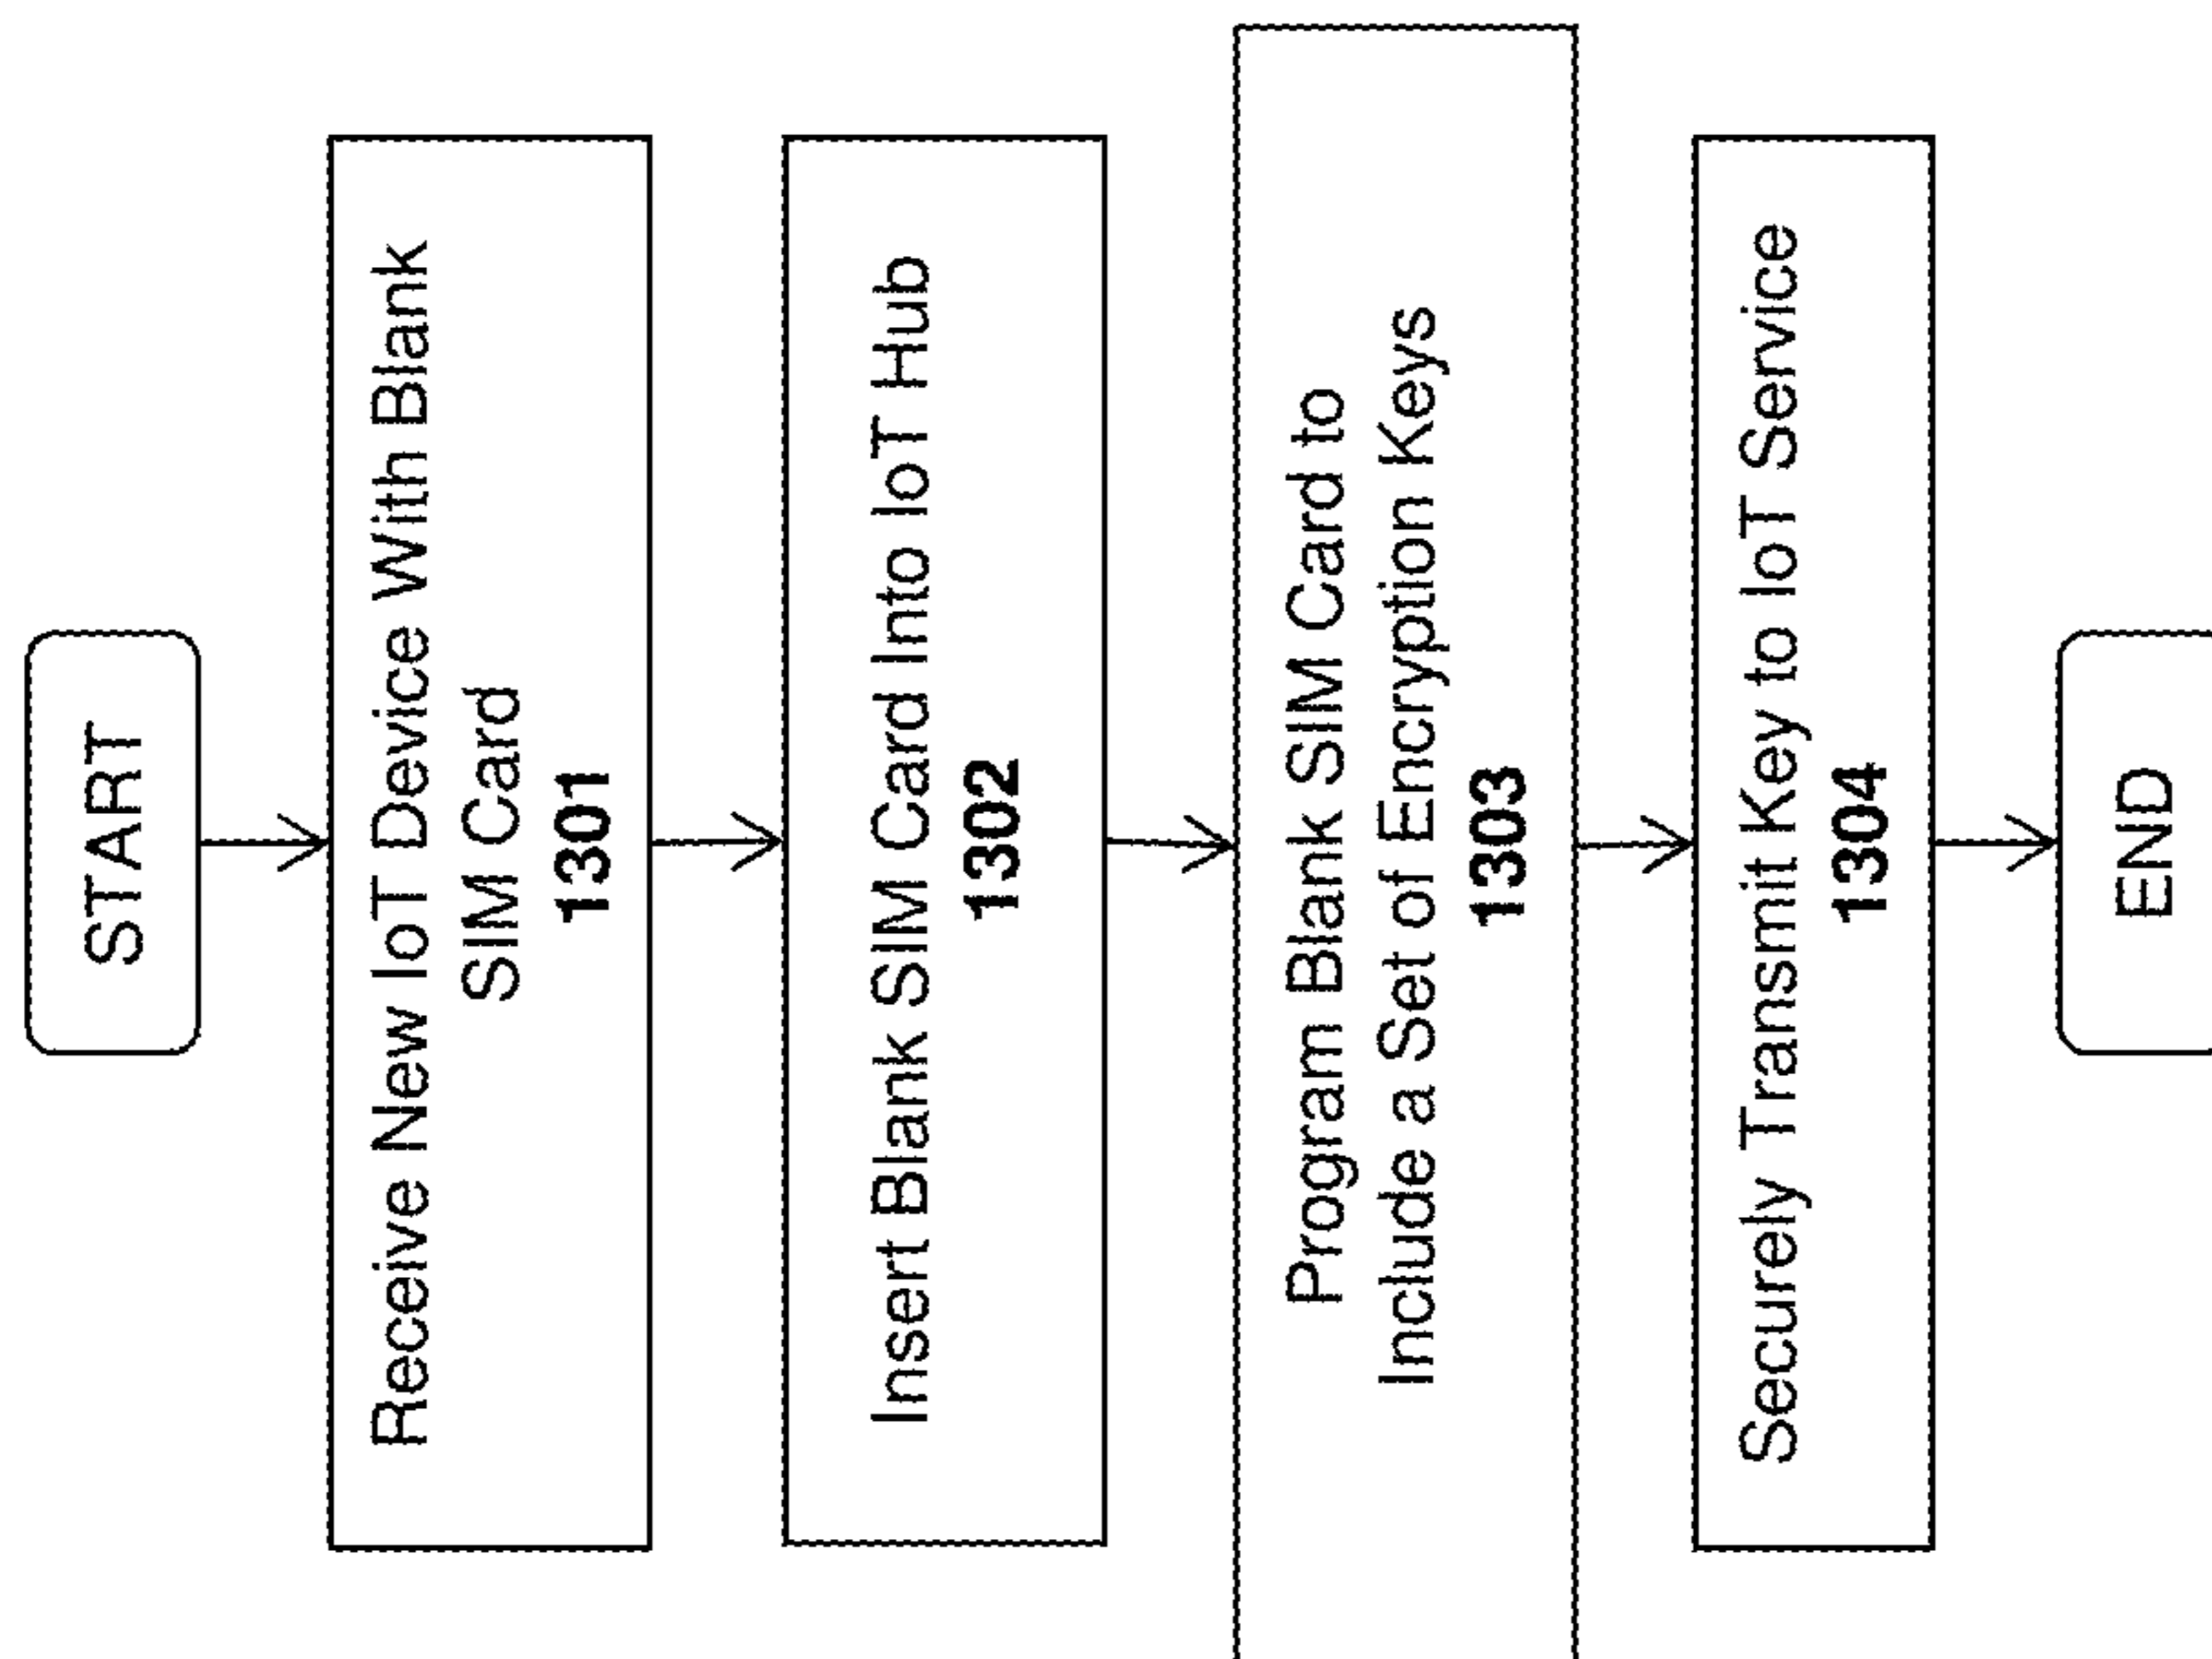 START
Receive New IoT Device With Blank
SIM Card
1301
Insert Blank SIM Card Into IoT Hub
1302
Program Blank SIM Card to
Include a Set of Encryption Keys
1303
Securely Transmit Key to IoT Service
1304
END